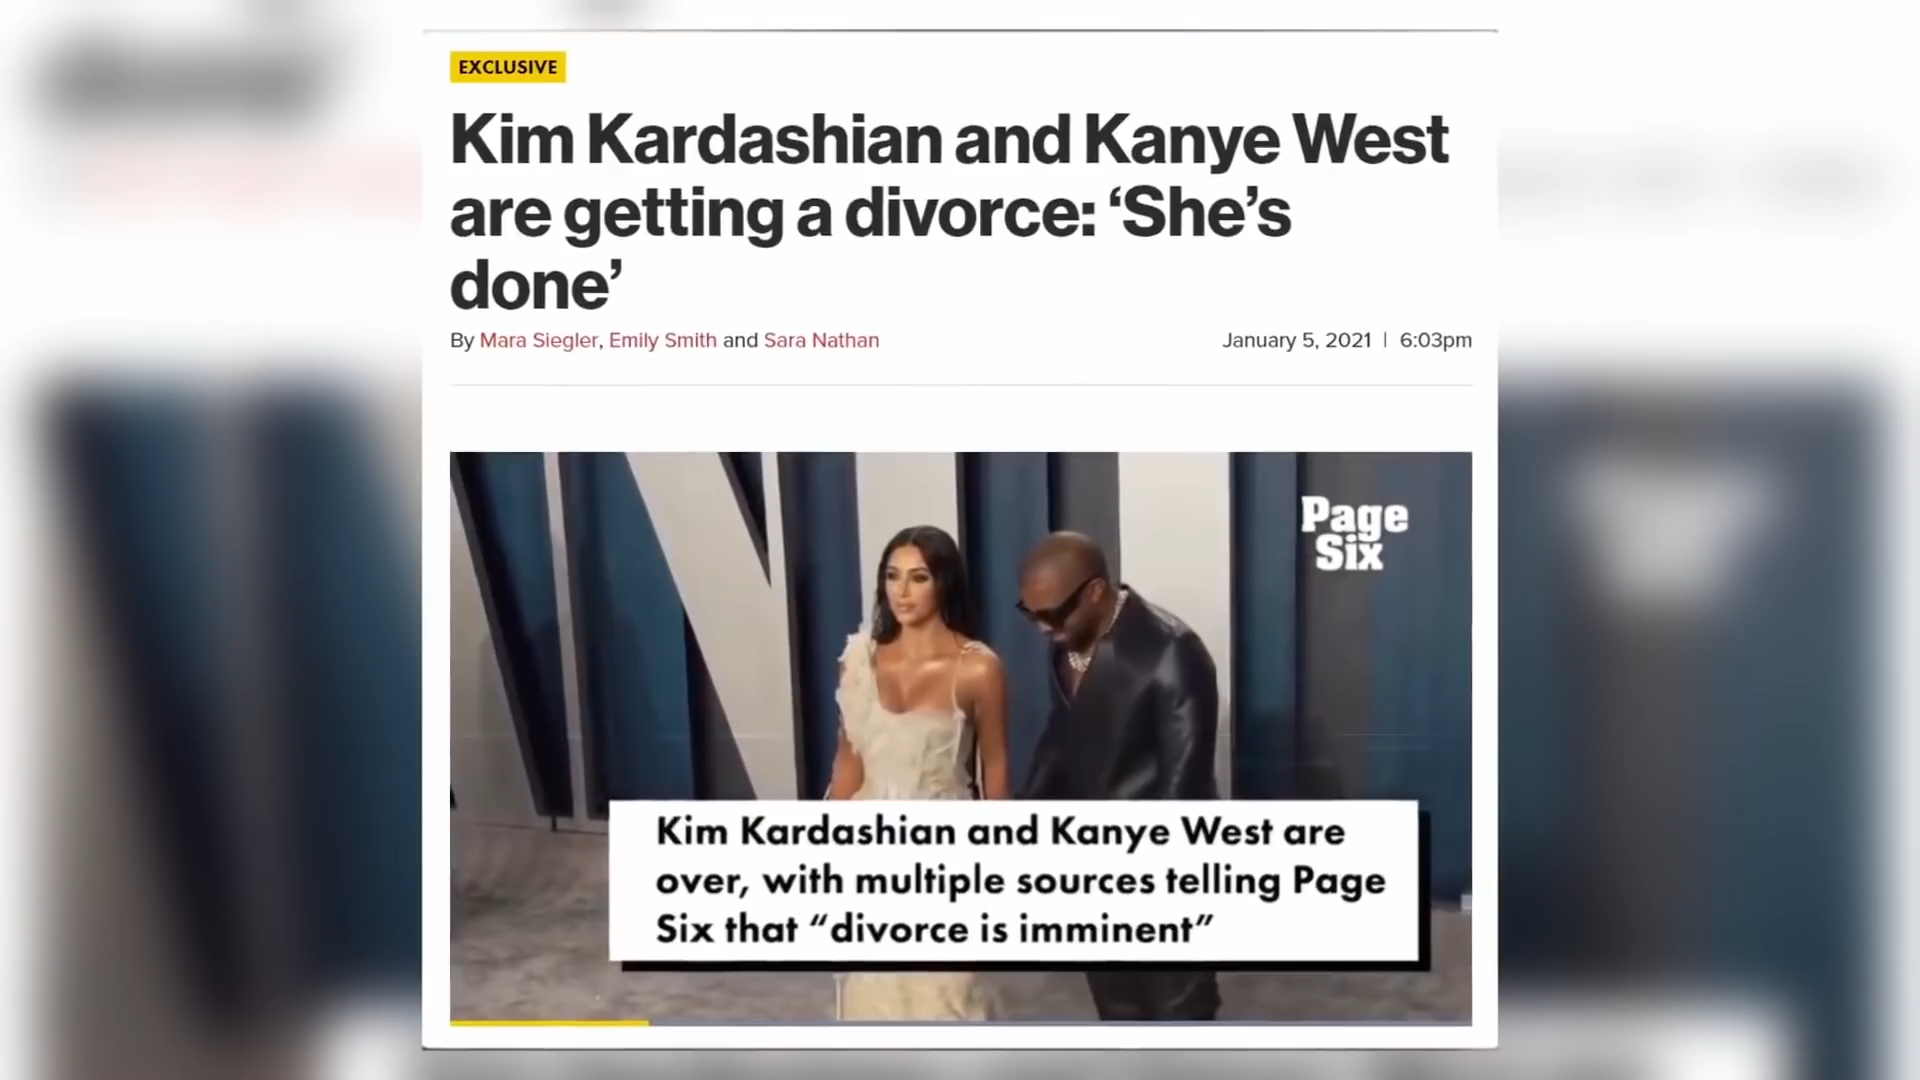 EXCLUSIVE
Kim Kardashian and Kanye West
are getting a divorce: ‘She’s
done’
By Mara Siegler, Emily Smith and Sara Nathan
January 5, 2021 | 6:03pm
Page
Six
Kim Kardashian and Kanye West are
over, with multiple sources telling Page
Six that “divorce is imminent”